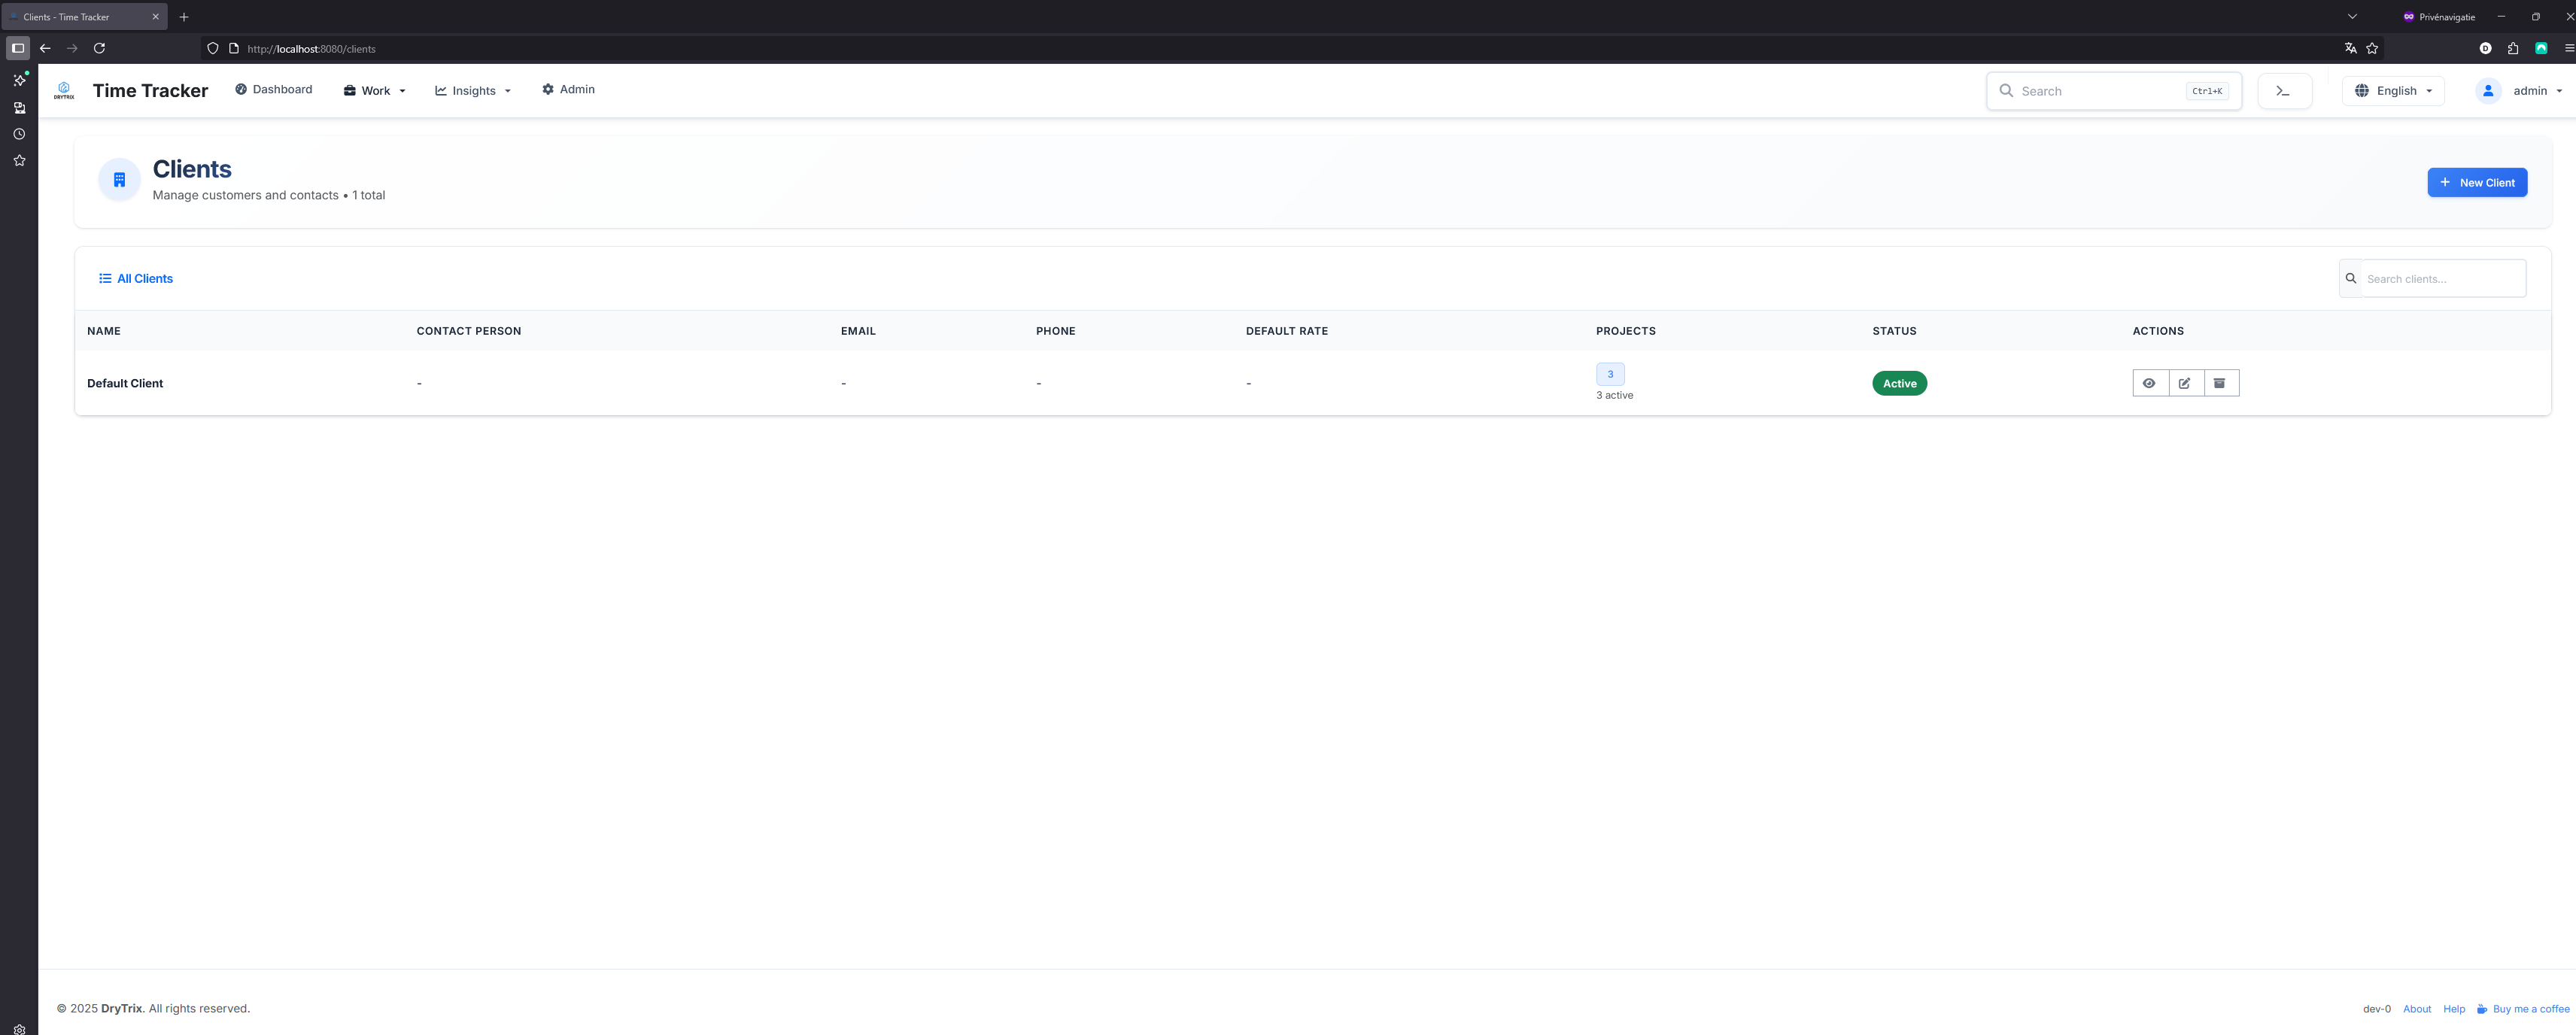 Clients - Time Tracker
Privénavigatie
http://localhost:8080/clients
DRYTRIX
Time Tracker
Dashboard
Work
Insights
Admin
Search
Ctrl+K
English
admin
Clients
Manage customers and contacts • 1 total
+ New Client
All Clients
Search clients...
NAME CONTACT PERSON EMAIL PHONE DEFAULT RATE PROJECTS STATUS ACTIONS
Default Client - - - - 3 Active
3 active
© 2025 DryTrix. All rights reserved.
dev-0 About Help Buy me a coffee